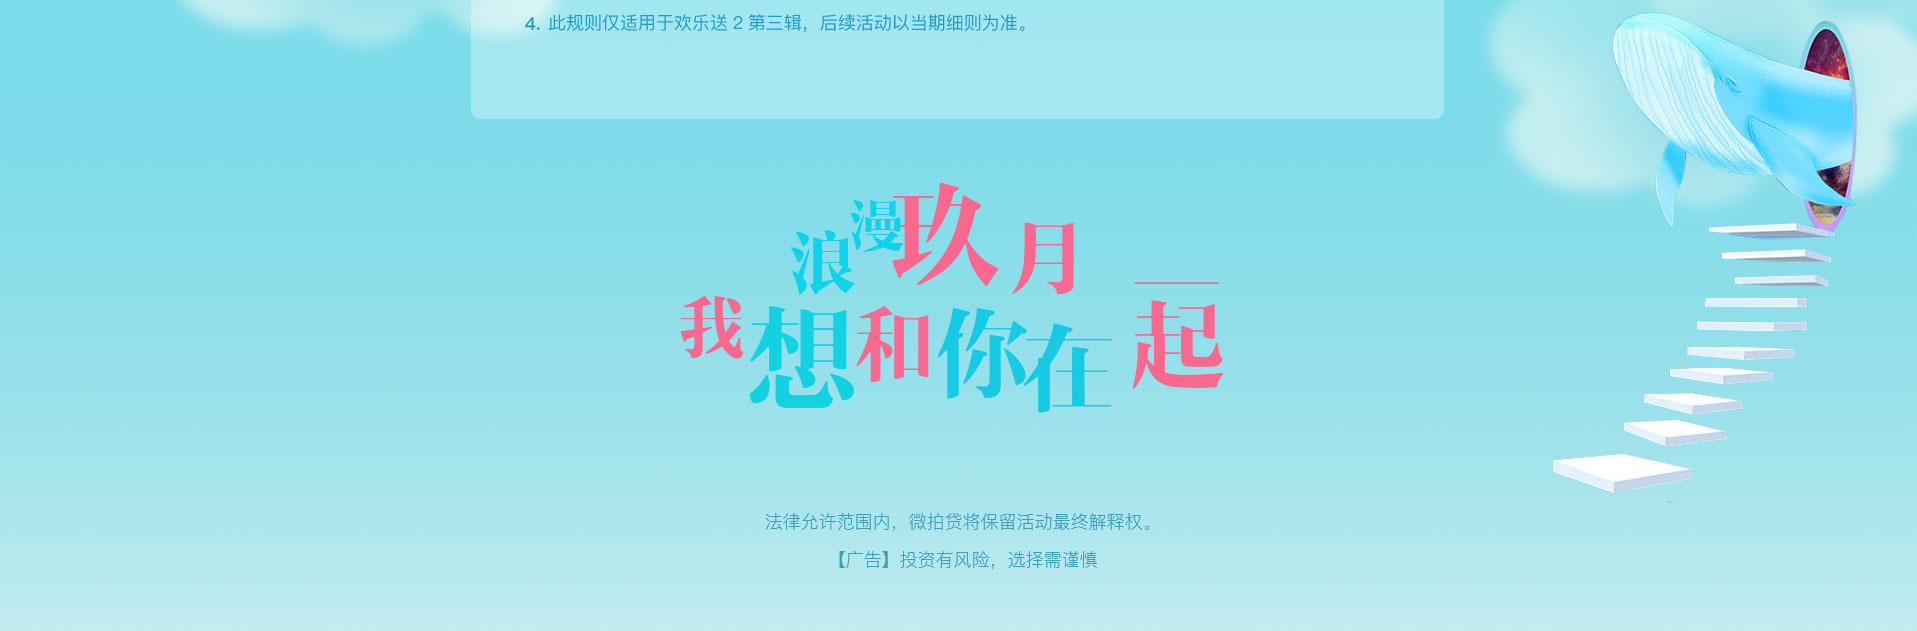 4. 此规则仅适用于欢乐送 2 第三辑，后续活动以当期细则为准。
浪漫玖月
我想和你在一起
法律允许范围内，微拍贷将保留活动最终解释权。
【广告】投资有风险，选择需谨慎